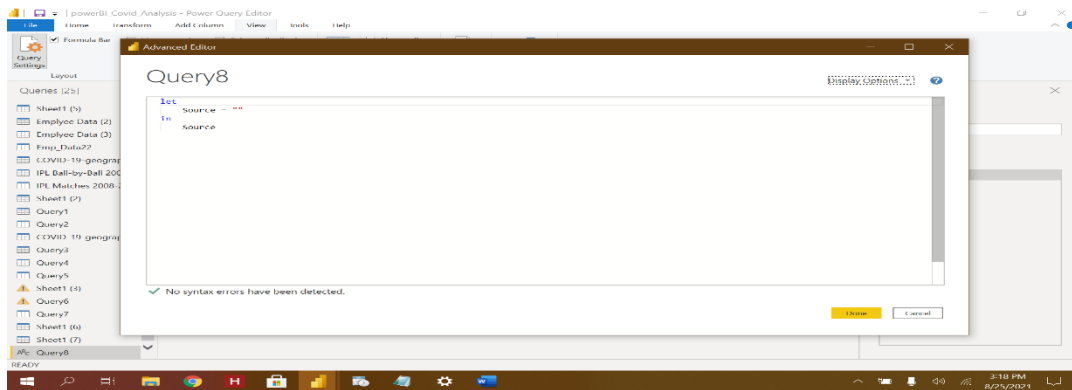 powerBI_Covid_Analysis - Power Query Editor
File Home Transform Add Column View Tools Help
Formula Bar
Query
Settings
Layout
Advanced Editor
Query8
Display Options
Queries [25]
Sheet1 (5)
Emplyee Data (2)
Emplyee Data (3)
Emp_Data22
COVID-19-geograp
IPL Ball-by-Ball 200
IPL Matches 2008-
Sheet1 (2)
Query1
Query2
COVID-19-geograp
Query3
Query4
Query5
Sheet1 (3)
Query6
Query7
Sheet1 (6)
Sheet1 (7)
ABC Query8
let
Source = ""
in
Source
No syntax errors have been detected.
Done Cancel
READY
3:18 PM
8/25/2021